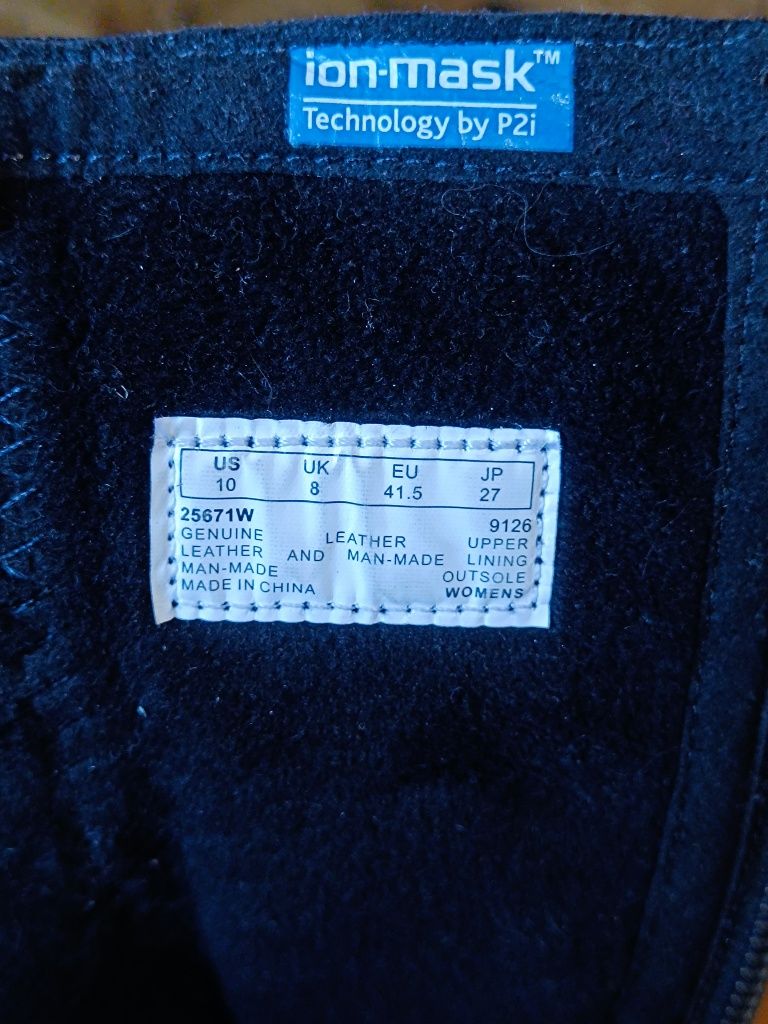 ion-mask™
Technology by P2i
US UK EU JP
10 8 41.5 27
25671W 9126
GENUINE LEATHER UPPER
LEATHER AND MAN-MADE LINING
MAN-MADE OUTSOLE
MADE IN CHINA WOMENS